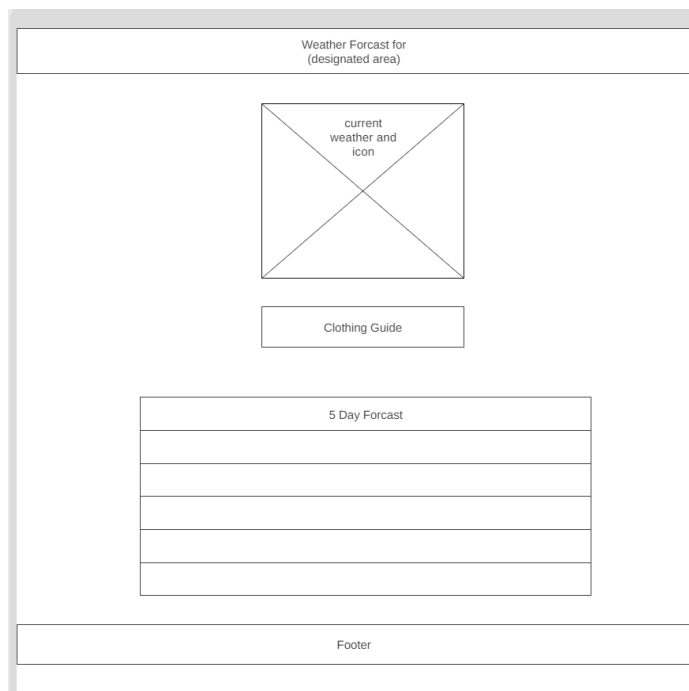 Weather Forcast for
(designated area)
current
weather and
icon
Clothing Guide
5 Day Forcast
Footer